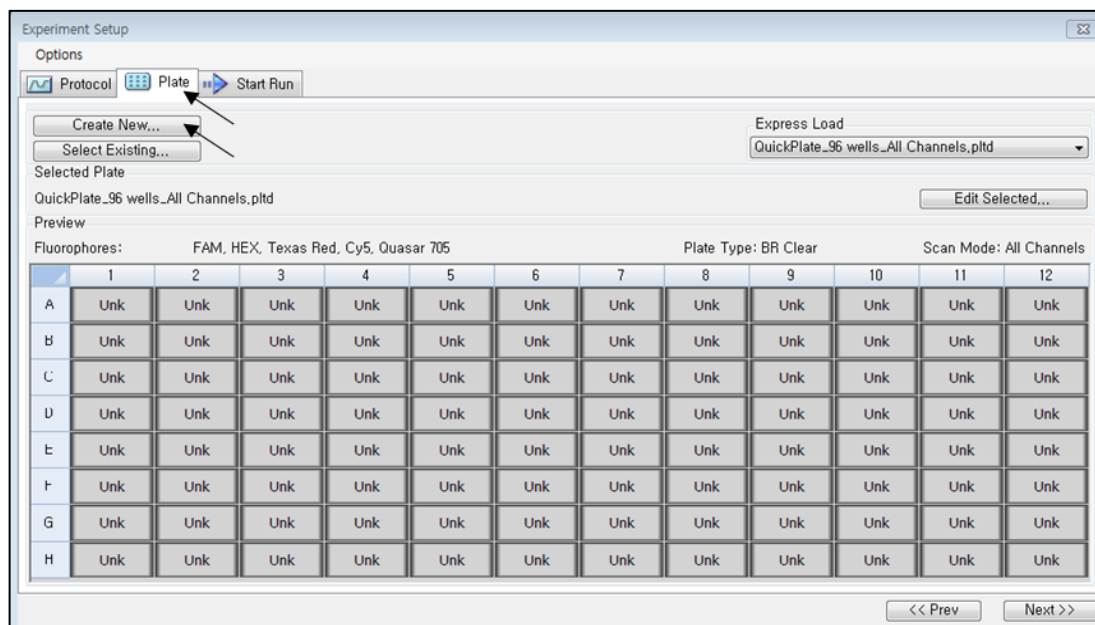 Experiment Setup
Options
Protocol Plate Start Run
Create New... Express Load
Select Existing... QuickPlate_96 wells_All Channels.pltd
Selected Plate
QuickPlate_96 wells_All Channels.pltd Edit Selected...
Preview
Fluorophores: FAM, HEX, Texas Red, Cy5, Quasar 705 Plate Type: BR Clear Scan Mode: All Channels
1 2 3 4 5 6 7 8 9 10 11 12
A Unk Unk Unk Unk Unk Unk Unk Unk Unk Unk Unk Unk
B Unk Unk Unk Unk Unk Unk Unk Unk Unk Unk Unk Unk
C Unk Unk Unk Unk Unk Unk Unk Unk Unk Unk Unk Unk
D Unk Unk Unk Unk Unk Unk Unk Unk Unk Unk Unk Unk
E Unk Unk Unk Unk Unk Unk Unk Unk Unk Unk Unk Unk
F Unk Unk Unk Unk Unk Unk Unk Unk Unk Unk Unk Unk
G Unk Unk Unk Unk Unk Unk Unk Unk Unk Unk Unk Unk
H Unk Unk Unk Unk Unk Unk Unk Unk Unk Unk Unk Unk
<< Prev Next >>